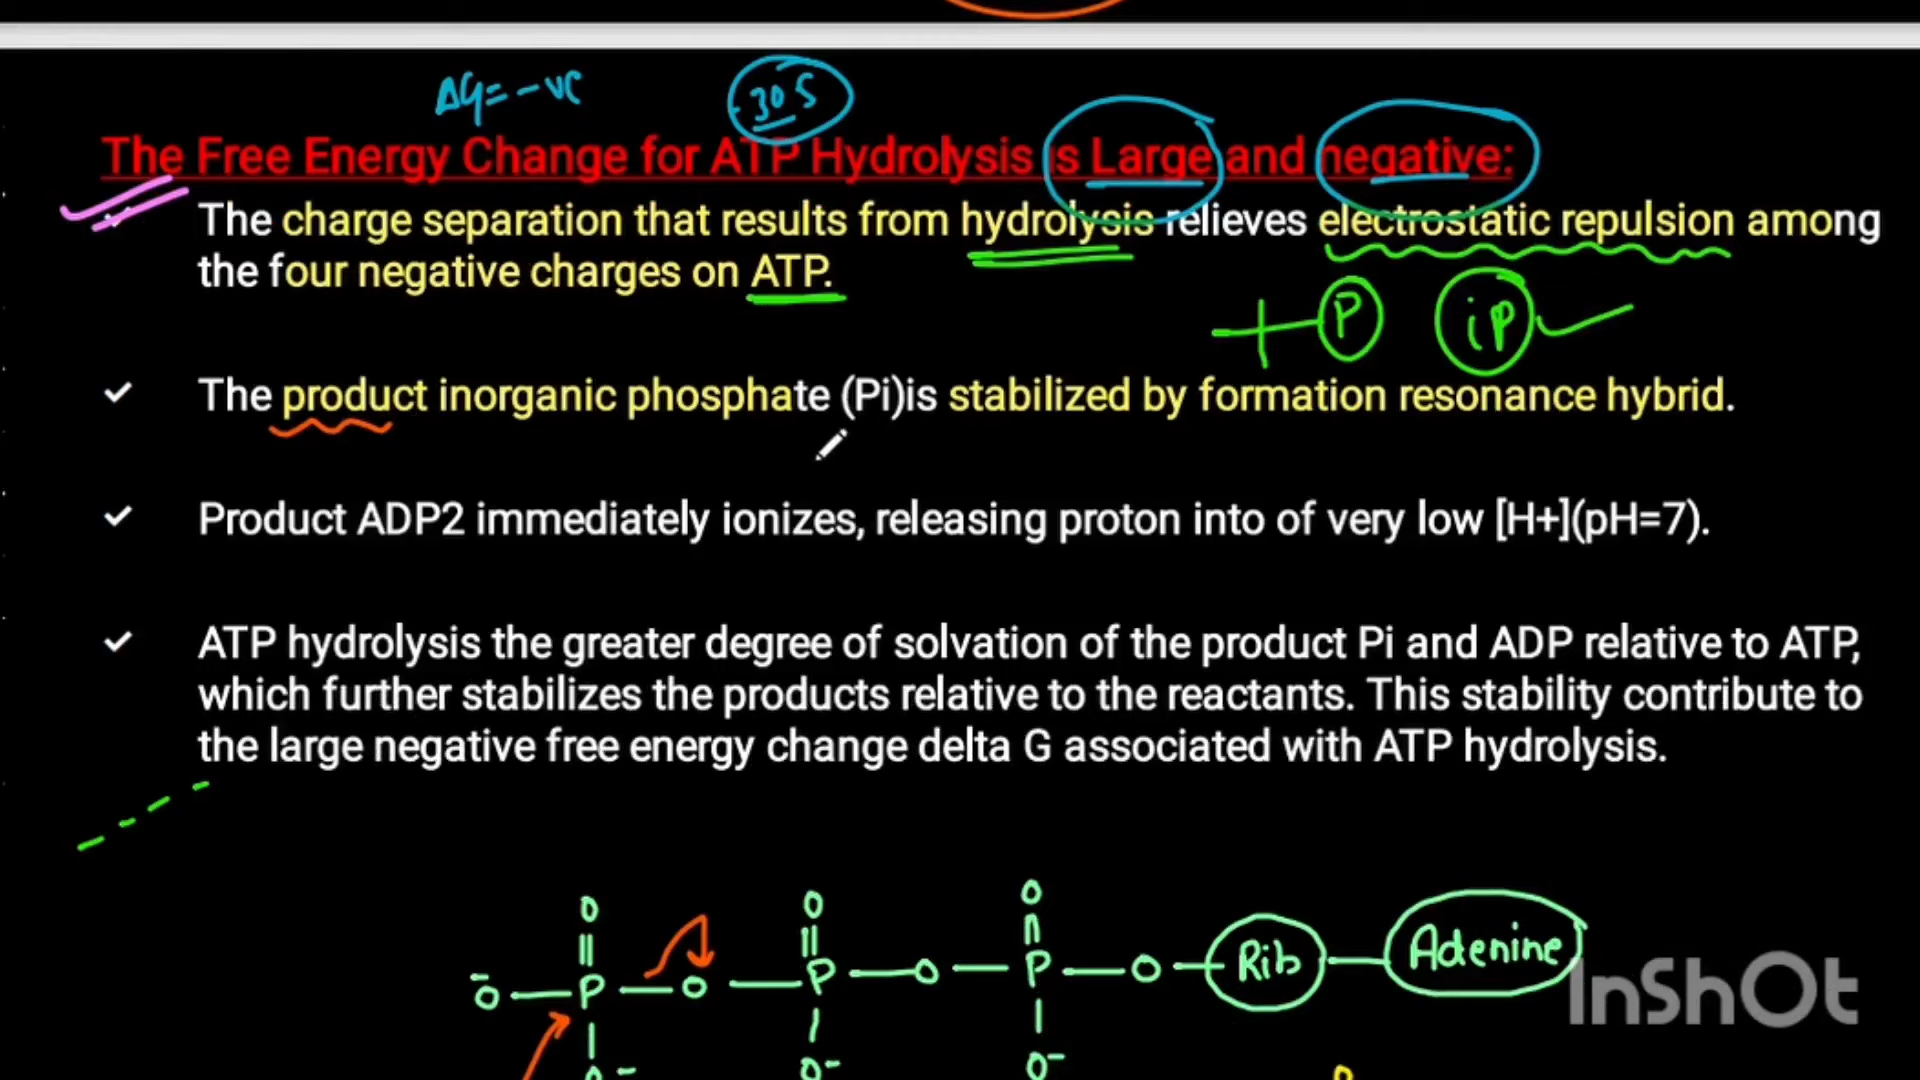 ΔG = -ve
-30 5
The Free Energy Change for ATP Hydrolysis is Large and negative:
The charge separation that results from hydrolysis relieves electrostatic repulsion among
the four negative charges on ATP.
P iP
The product inorganic phosphate (Pi)is stabilized by formation resonance hybrid.
Product ADP2 immediately ionizes, releasing proton into of very low [H+](pH=7).
ATP hydrolysis the greater degree of solvation of the product Pi and ADP relative to ATP,
which further stabilizes the products relative to the reactants. This stability contribute to
the large negative free energy change delta G associated with ATP hydrolysis.
O O O
O⁻ P O P O P O Rib Adenine
O⁻ O⁻
InShOt